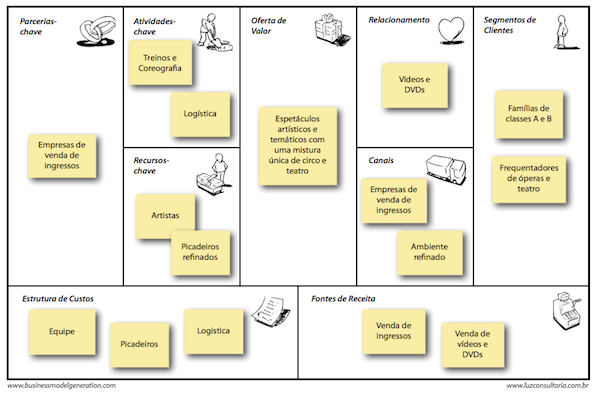 Parcerias-
chave
Empresas de
venda de
ingressos
Atividades-
chave
Treinos e
Coreografia
Logística
Recursos-
chave
Artistas
Picadeiros
refinados
Oferta de
Valor
Espetáculos
artísticos e
temáticos com
uma mistura
única de circo e
teatro
Relacionamento
Vídeos e
DVDs
Canais
Empresas de
venda de
ingressos
Ambiente
refinado
Segmentos de
Clientes
Famílias de
classes A e B
Frequentadores
de óperas e
teatro
Estrutura de Custos
Equipe
Picadeiros
Logistica
Fontes de Receita
Venda de
ingressos
Venda de
vídeos e
DVDs
www.businessmodelgeneration.com
www.luzconsultoria.com.br